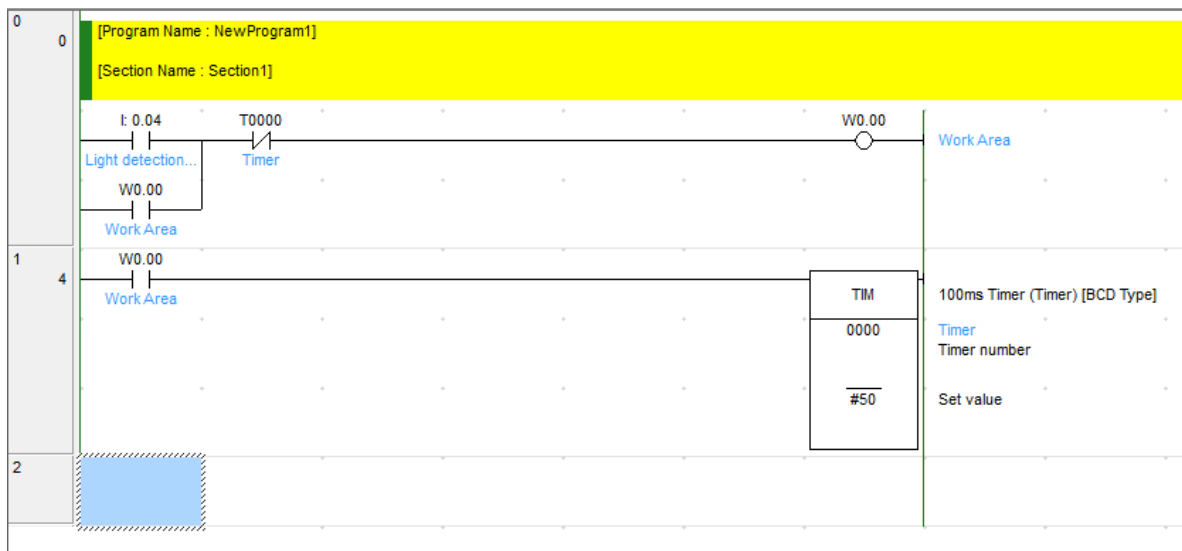 0
0
[Program Name : NewProgram1]
[Section Name : Section1]
I: 0.04
T0000
W0.00
Light detection...
Timer
Work Area
W0.00
Work Area
1
4
W0.00
Work Area
TIM
100ms Timer (Timer) [BCD Type]
0000
Timer
Timer number
#50
Set value
2